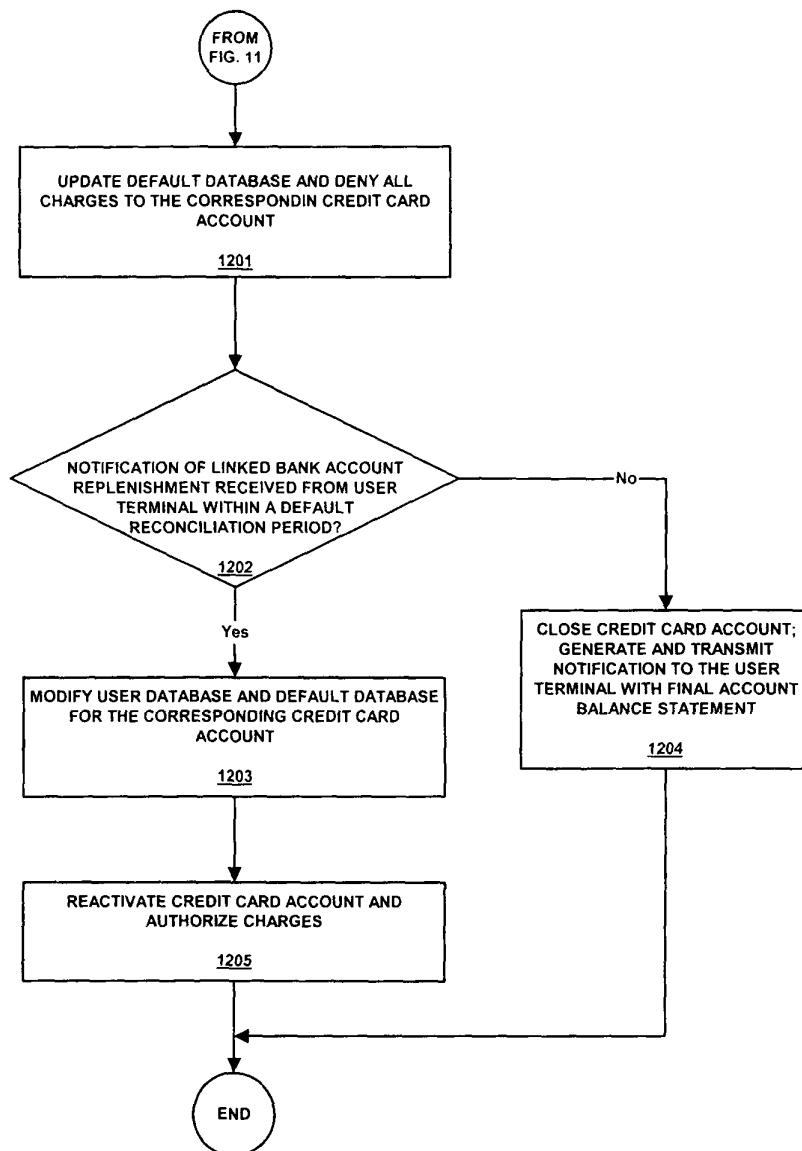 FROM
FIG. 11
UPDATE DEFAULT DATABASE AND DENY ALL
CHARGES TO THE CORRESPONDIN CREDIT CARD
ACCOUNT
1201
NOTIFICATION OF LINKED BANK ACCOUNT
REPLENISHMENT RECEIVED FROM USER
TERMINAL WITHIN A DEFAULT
RECONCILIATION PERIOD?
1202
No
Yes
CLOSE CREDIT CARD ACCOUNT;
GENERATE AND TRANSMIT
NOTIFICATION TO THE USER
TERMINAL WITH FINAL ACCOUNT
BALANCE STATEMENT
1204
MODIFY USER DATABASE AND DEFAULT DATABASE
FOR THE CORRESPONDING CREDIT CARD
ACCOUNT
1203
REACTIVATE CREDIT CARD ACCOUNT AND
AUTHORIZE CHARGES
1205
END